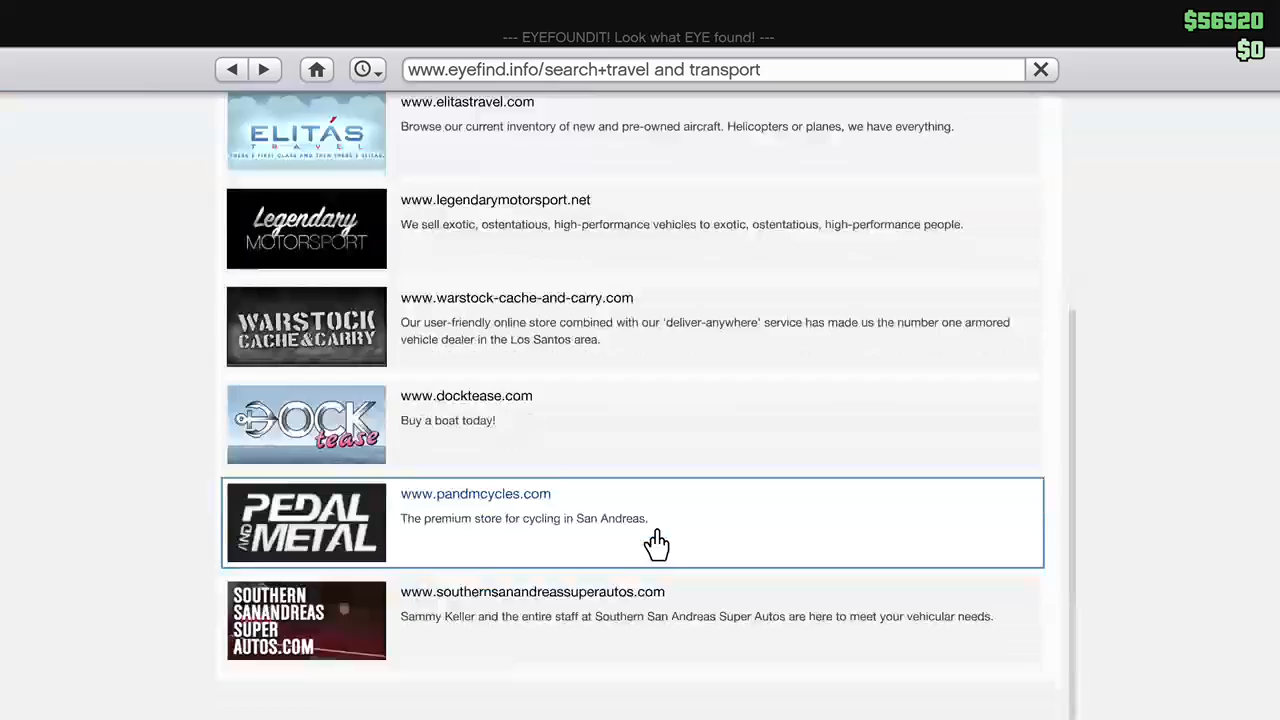 $56920
--- EYEFOUNDIT! Look what EYE found! ---
$0
www.eyefind.info/search+travel and transport
www.elitastravel.com
ELITÁS
TRAVEL
THERE'S FIRST CLASS AND THEN THERE'S ELITÁS.
Browse our current inventory of new and pre-owned aircraft. Helicopters or planes, we have everything.
www.legendarymotorsport.net
Legendary
MOTORSPORT
We sell exotic, ostentatious, high-performance vehicles to exotic, ostentatious, high-performance people.
www.warstock-cache-and-carry.com
WARSTOCK
CACHE&CARRY
Our user-friendly online store combined with our 'deliver-anywhere' service has made us the number one armored
vehicle dealer in the Los Santos area.
www.docktease.com
DOCK
tease
Buy a boat today!
www.pandmcycles.com
PEDAL
AND
METAL
The premium store for cycling in San Andreas.
www.southernsanandreassuperautos.com
SOUTHERN
SANANDREAS
SUPER
AUTOS.COM
Sammy Keller and the entire staff at Southern San Andreas Super Autos are here to meet your vehicular needs.